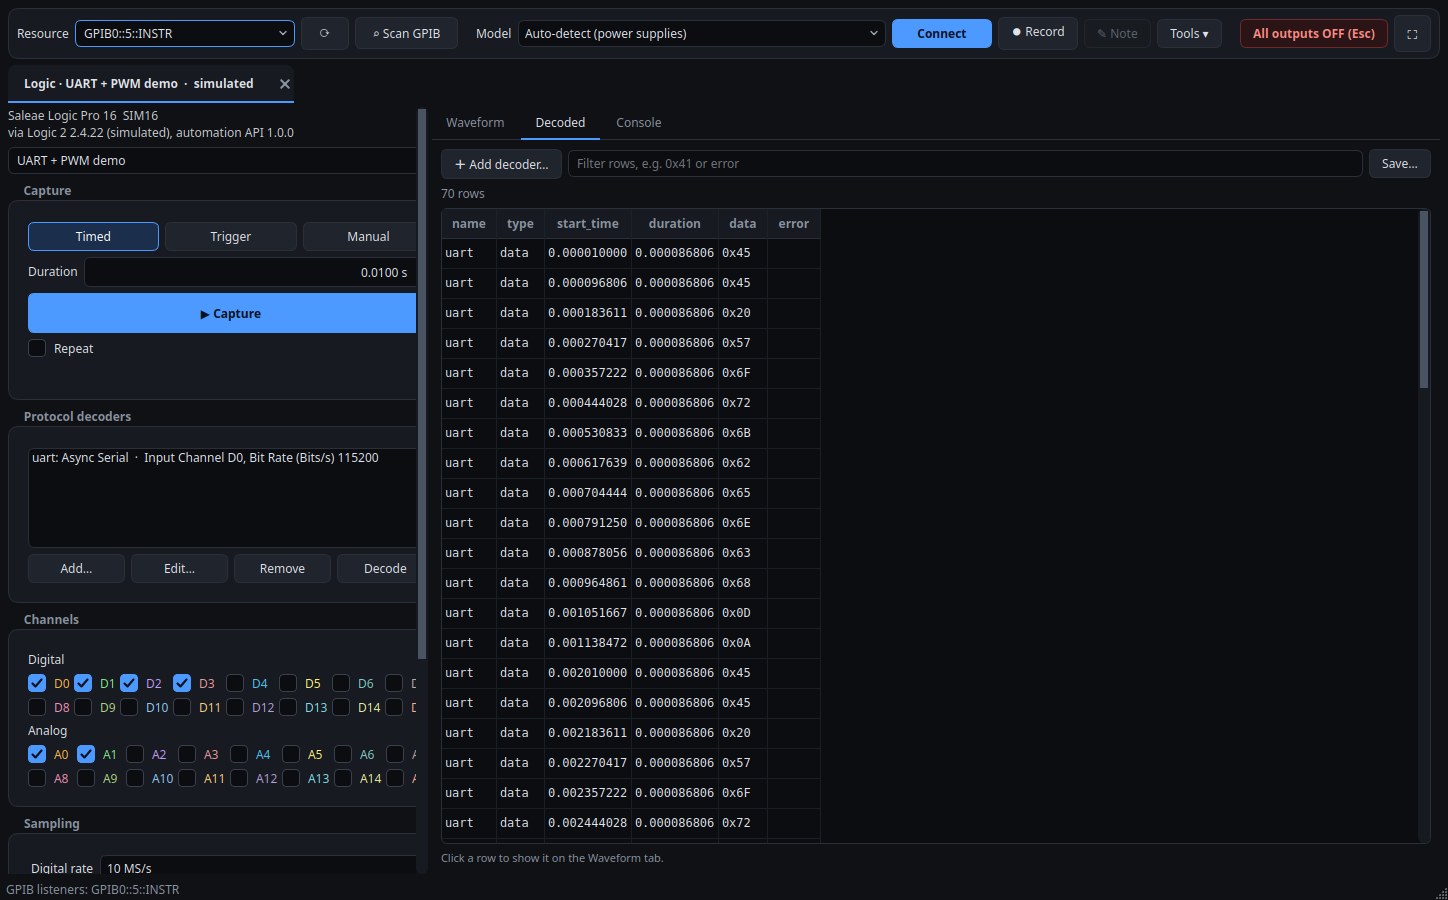 Resource GPIB0::5::INSTR ⟳ ⌕ Scan GPIB Model Auto-detect (power supplies) Connect ● Record ✎ Note Tools ▾ All outputs OFF (Esc) ⛶
Logic · UART + PWM demo · simulated ✕
Saleae Logic Pro 16 SIM16
via Logic 2 2.4.22 (simulated), automation API 1.0.0
UART + PWM demo
Capture
Timed Trigger Manual
Duration 0.0100 s
▶ Capture
Repeat
Protocol decoders
uart: Async Serial · Input Channel D0, Bit Rate (Bits/s) 115200
Add... Edit... Remove Decode
Channels
Digital
D0 D1 D2 D3 D4 D5 D6
D8 D9 D10 D11 D12 D13 D14
Analog
A0 A1 A2 A3 A4 A5 A6
A8 A9 A10 A11 A12 A13 A14
Sampling
Digital rate 10 MS/s
Waveform Decoded Console
+ Add decoder... Filter rows, e.g. 0x41 or error Save...
70 rows
name type start_time duration data error
uart data 0.000010000 0.000086806 0x45
uart data 0.000096806 0.000086806 0x45
uart data 0.000183611 0.000086806 0x20
uart data 0.000270417 0.000086806 0x57
uart data 0.000357222 0.000086806 0x6F
uart data 0.000444028 0.000086806 0x72
uart data 0.000530833 0.000086806 0x6B
uart data 0.000617639 0.000086806 0x62
uart data 0.000704444 0.000086806 0x65
uart data 0.000791250 0.000086806 0x6E
uart data 0.000878056 0.000086806 0x63
uart data 0.000964861 0.000086806 0x68
uart data 0.001051667 0.000086806 0x0D
uart data 0.001138472 0.000086806 0x0A
uart data 0.002010000 0.000086806 0x45
uart data 0.002096806 0.000086806 0x45
uart data 0.002183611 0.000086806 0x20
uart data 0.002270417 0.000086806 0x57
uart data 0.002357222 0.000086806 0x6F
uart data 0.002444028 0.000086806 0x72
Click a row to show it on the Waveform tab.
GPIB listeners: GPIB0::5::INSTR